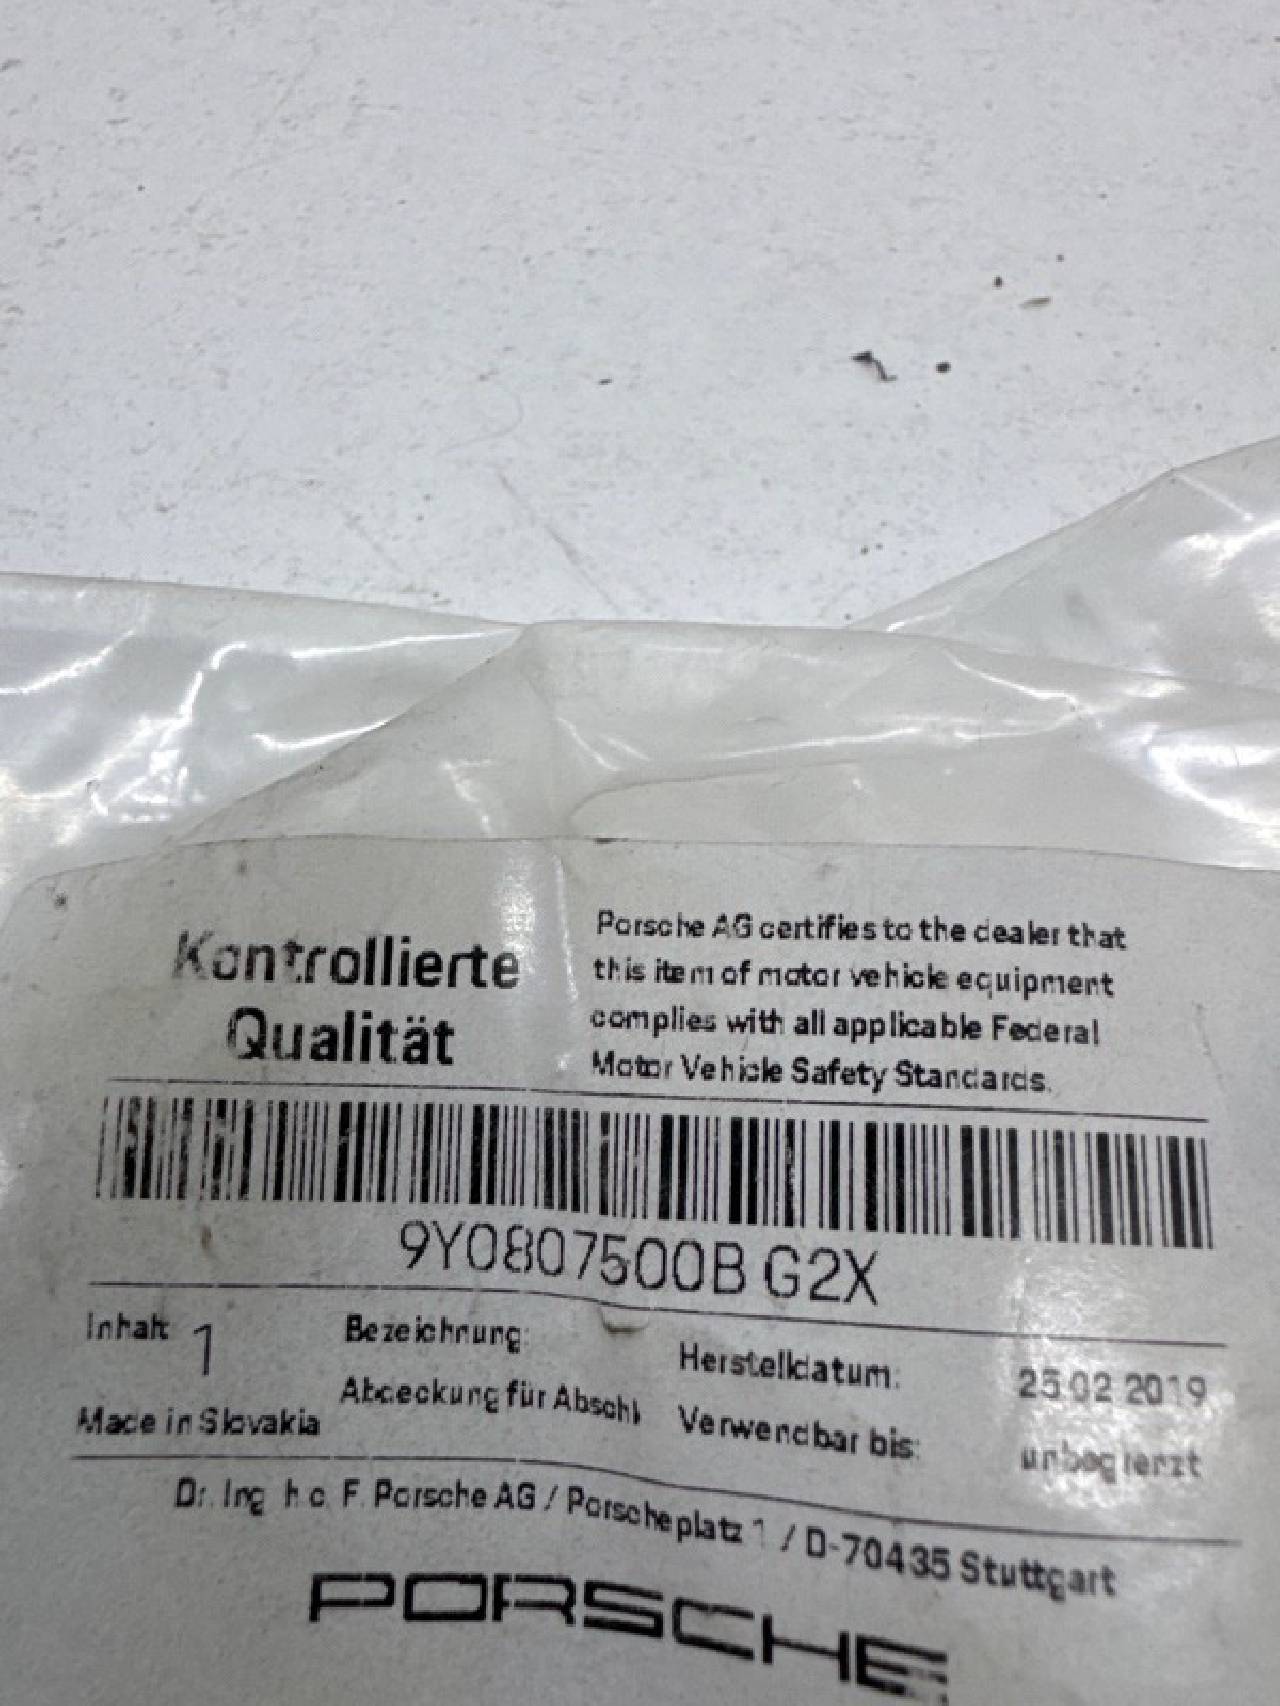 Kontrollierte
Qualität
Porsche AG certifies to the dealer that
this item of motor vehicle equipment
complies with all applicable Federal
Motor Vehicle Safety Standards.
9Y0807500B G2X
Inhalt 1
Bezeichnung:
Herstelldatum: 25.02.2019
Made in Slovakia
Abdeckung für Abschl
Verwendbar bis: unbegrenzt
Dr. Ing. h.c. F. Porsche AG / Porscheplatz 1 / D-70435 Stuttgart
PORSCHE